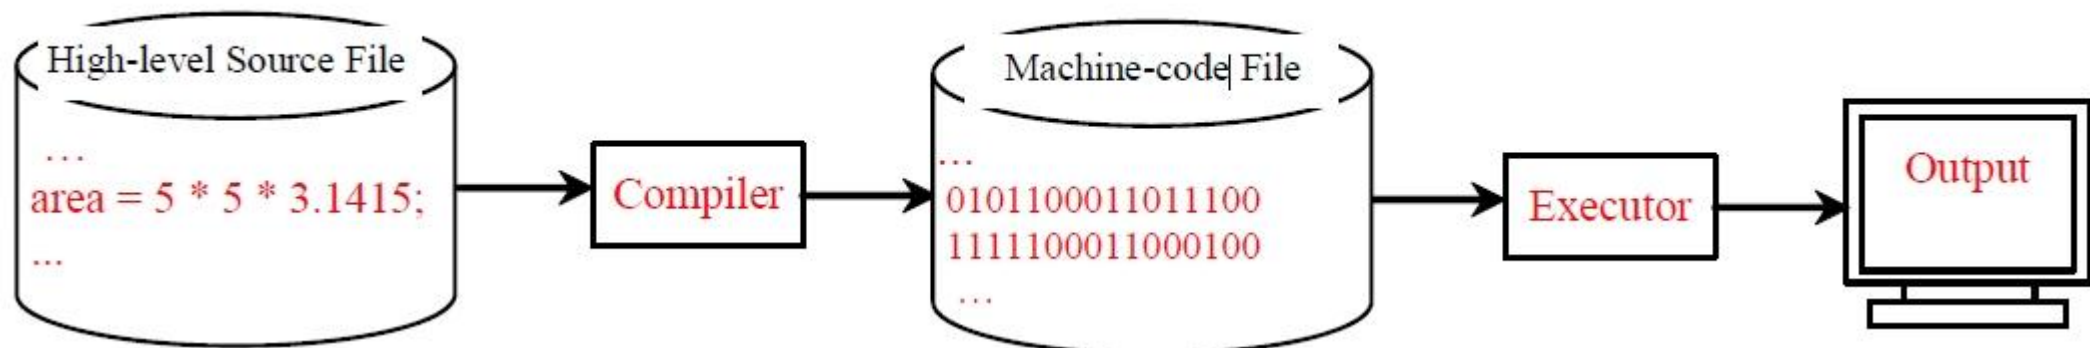 High-level Source File
…
area = 5 * 5 * 3.1415;
...
Compiler
Machine-code File
…
0101100011011100
1111100011000100
…
Executor
Output